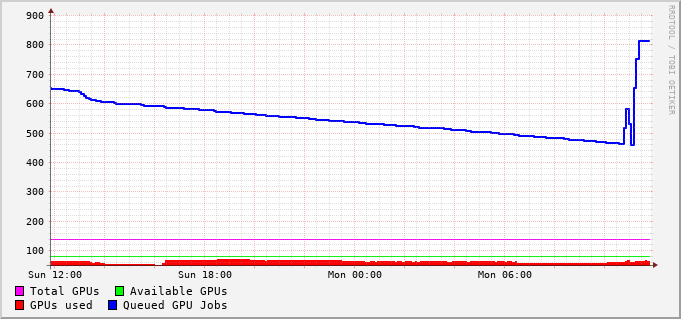 900
800
700
600
500
400
300
200
100
Sun 12:00 Sun 18:00 Mon 00:00 Mon 06:00
Total GPUs Available GPUs
GPUs used Queued GPU Jobs
RRDTOOL / TOBI OETIKER